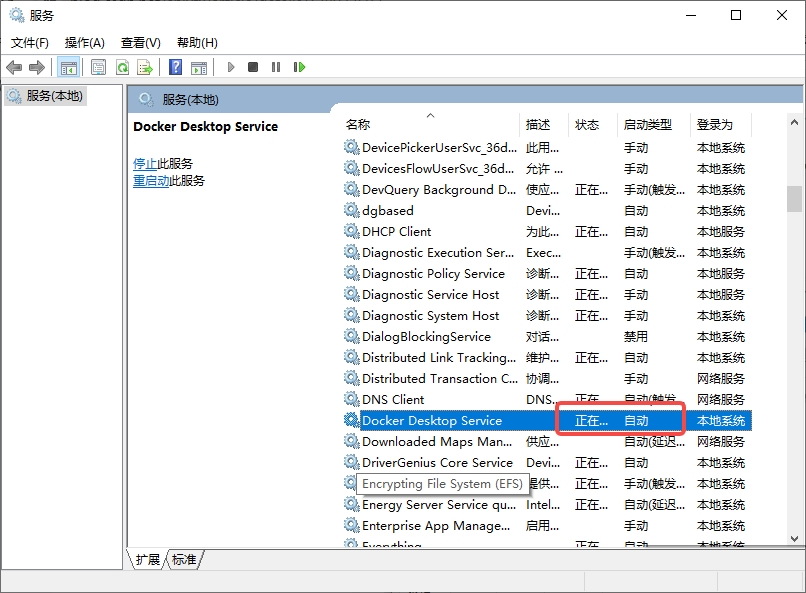 服务
文件(F) 操作(A) 查看(V) 帮助(H)
服务(本地)
服务(本地)
Docker Desktop Service
停止此服务
重启动此服务
名称 描述 状态 启动类型 登录为
DevicePickerUserSvc_36d... 此用... 手动 本地系统
DevicesFlowUserSvc_36d... 允许 ... 手动 本地系统
DevQuery Background D... 使应... 正在... 手动(触发... 本地系统
dgbased Devi... 自动 本地系统
DHCP Client 为此... 正在... 自动 本地服务
Diagnostic Execution Ser... Exec... 手动(触发... 本地系统
Diagnostic Policy Service 诊断... 正在... 自动 本地服务
Diagnostic Service Host 诊断... 正在... 手动 本地服务
Diagnostic System Host 诊断... 正在... 手动 本地系统
DialogBlockingService 对话... 禁用 本地系统
Distributed Link Tracking... 维护... 正在... 自动 本地系统
Distributed Transaction C... 协调... 手动 网络服务
DNS Client DNS... 正在... 自动(触发... 网络服务
Docker Desktop Service 正在... 自动 本地系统
Downloaded Maps Man... 供应... 自动(延迟... 网络服务
DriverGenius Core Service Devi... 正在... 自动 本地系统
Encrypting File System (EFS) 提供... 正在... 手动(触发... 本地系统
Energy Server Service qu... Intel... 正在... 自动(延迟... 本地系统
Enterprise App Manage... 启用... 手动 本地系统
Everything 正在... 自动 本地系统
扩展 标准